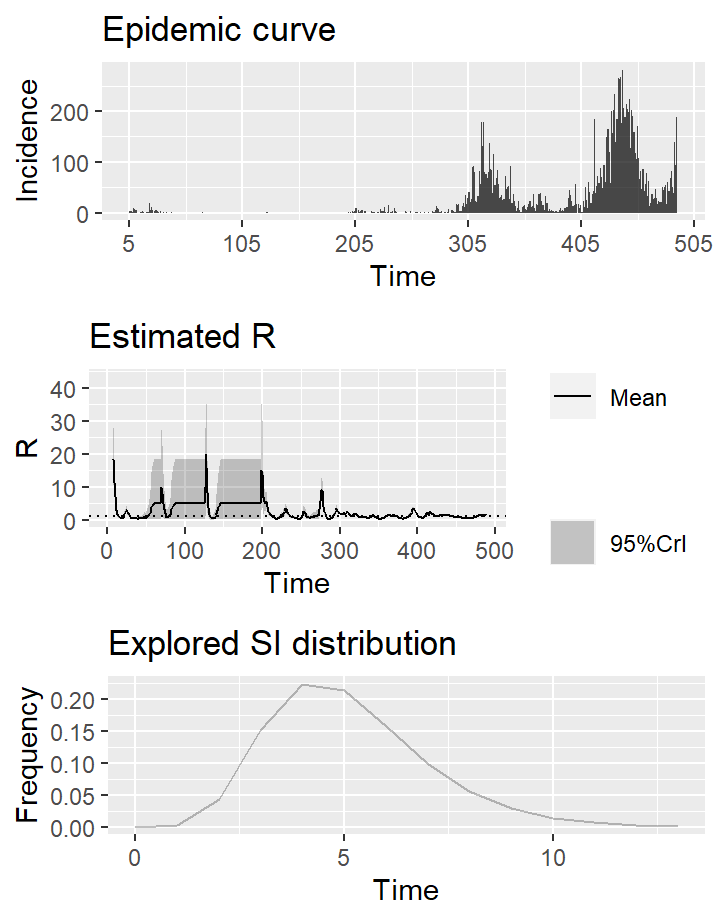 Epidemic curve
Incidence
200
100
0
5 105 205 305 405 505
Time
Estimated R
R
40
30
20
10
0
0 100 200 300 400 500
Time
Mean
95%CrI
Explored SI distribution
Frequency
0.20
0.15
0.10
0.05
0.00
0 5 10
Time